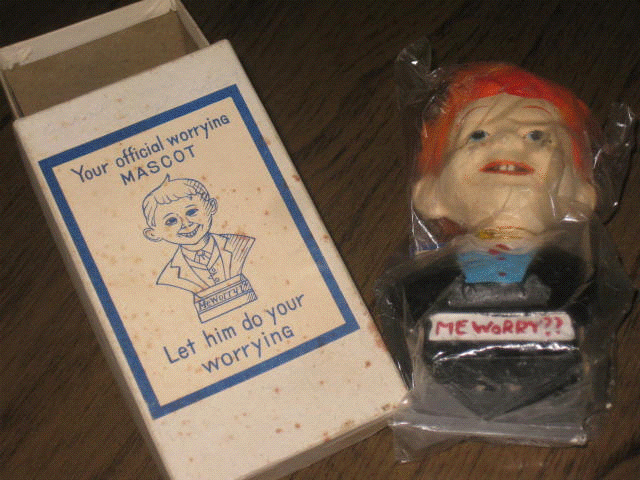 Your official worrying
MASCOT
Me Worry!?
Let him do your
worrying
ME WORRY??